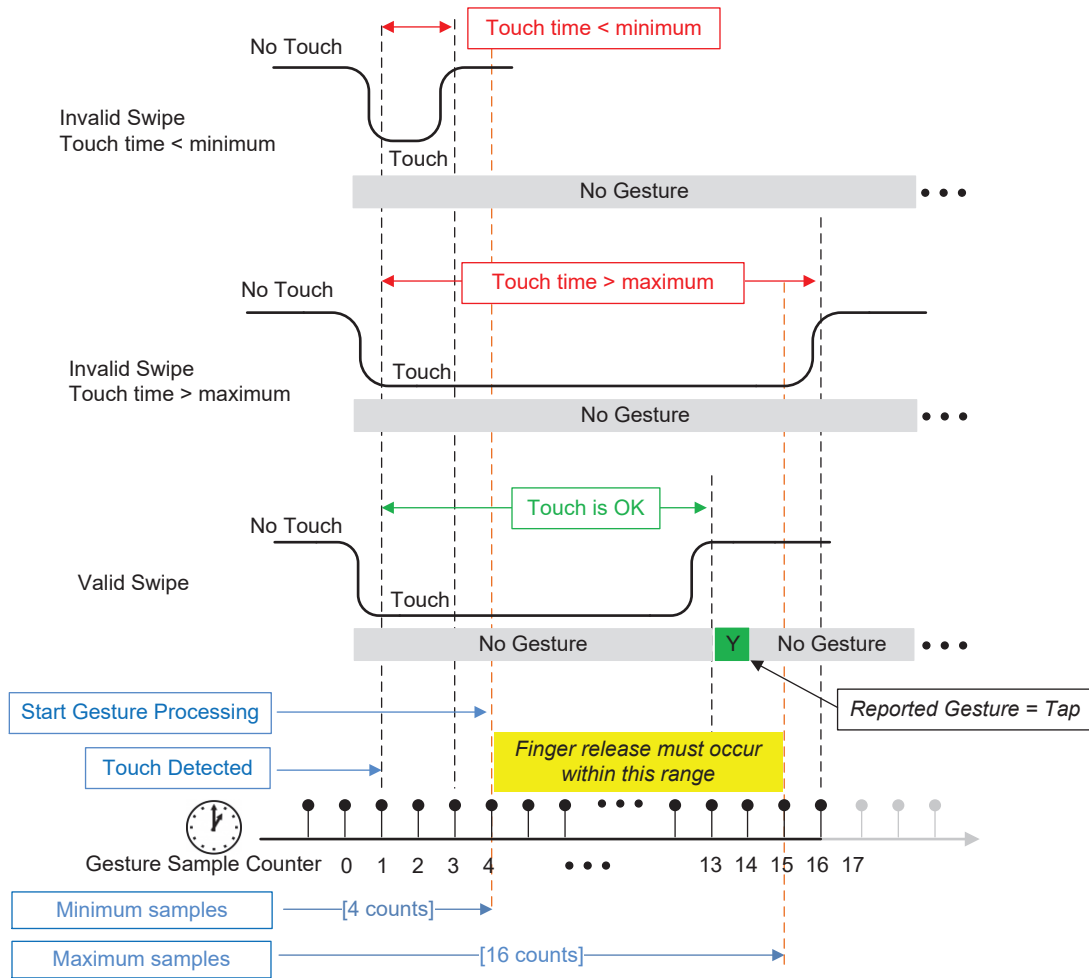 Touch time < minimum
No Touch
Invalid Swipe
Touch time < minimum
Touch
No Gesture
Touch time > maximum
No Touch
Invalid Swipe
Touch time > maximum
Touch
No Gesture
Touch is OK
No Touch
Valid Swipe
Touch
No Gesture
Y
No Gesture
Reported Gesture = Tap
Start Gesture Processing
Finger release must occur
within this range
Touch Detected
Gesture Sample Counter 0 1 2 3 4 ••• 13 14 15 16 17
Minimum samples [4 counts]
Maximum samples [16 counts]